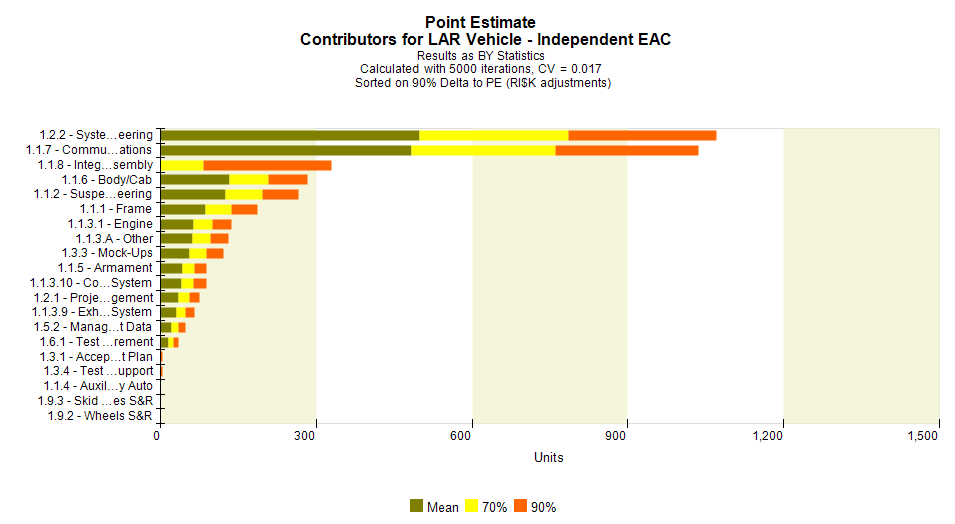 Point Estimate
Contributors for LAR Vehicle - Independent EAC
Results as BY Statistics
Calculated with 5000 iterations, CV = 0.017
Sorted on 90% Delta to PE (RI$K adjustments)
1.2.2 - Syste...eering
1.1.7 - Commu...ations
1.1.8 - Integ...sembly
1.1.6 - Body/Cab
1.1.2 - Suspe...eering
1.1.1 - Frame
1.1.3.1 - Engine
1.1.3.A - Other
1.3.3 - Mock-Ups
1.1.5 - Armament
1.1.3.10 - Co...System
1.2.1 - Proje...gement
1.1.3.9 - Exh...System
1.5.2 - Manag...t Data
1.6.1 - Test ...rement
1.3.1 - Accep...t Plan
1.3.4 - Test ...upport
1.1.4 - Auxil...y Auto
1.9.3 - Skid ...es S&R
1.9.2 - Wheels S&R
0 300 600 900 1,200 1,500
Units
Mean 70% 90%